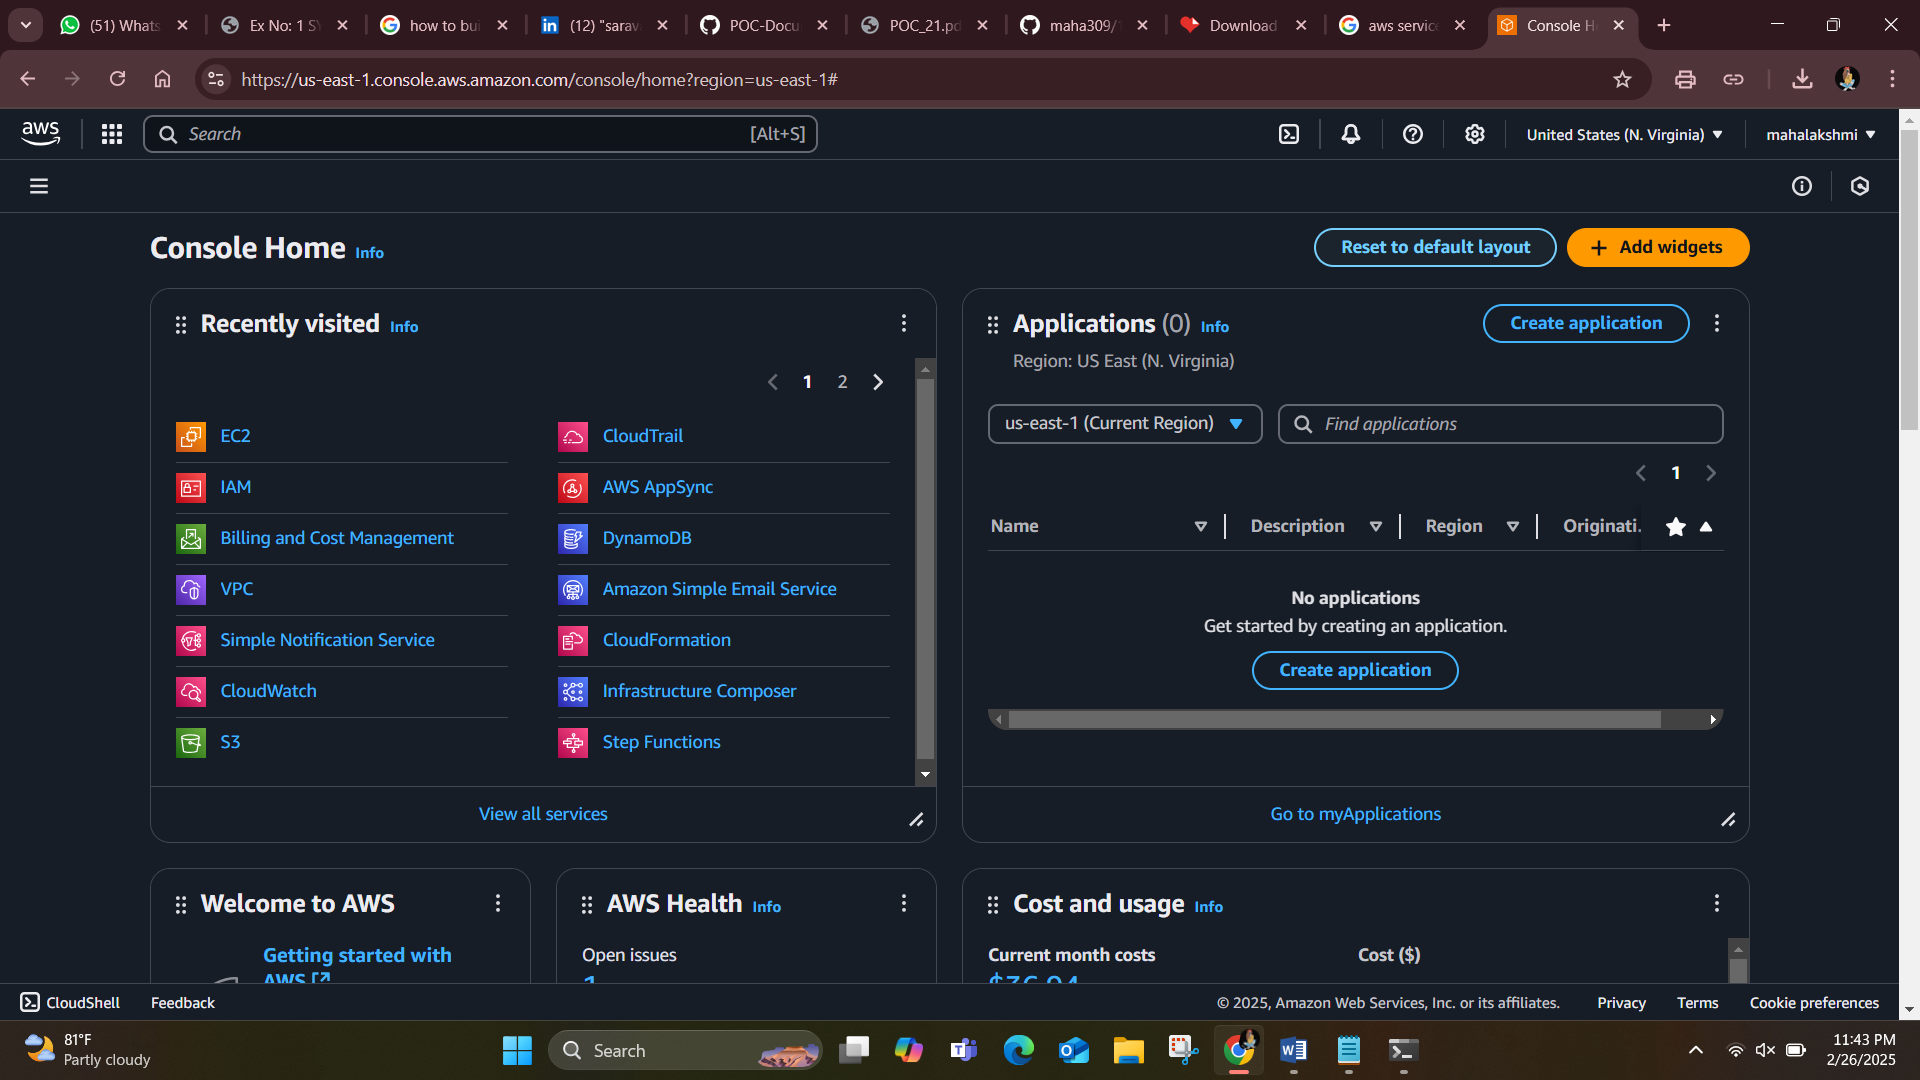 (51) Whats
Ex No: 1 SY
how to bui
(12) "sarav
POC-Docu
POC_21.pd
maha309/
Download
aws service
Console H
https://us-east-1.console.aws.amazon.com/console/home?region=us-east-1#
aws
Search
[Alt+S]
United States (N. Virginia)
mahalakshmi
Console Home Info
Reset to default layout
+ Add widgets
Recently visited Info
1 2
EC2
IAM
Billing and Cost Management
VPC
Simple Notification Service
CloudWatch
S3
CloudTrail
AWS AppSync
DynamoDB
Amazon Simple Email Service
CloudFormation
Infrastructure Composer
Step Functions
View all services
Applications (0) Info
Create application
Region: US East (N. Virginia)
us-east-1 (Current Region)
Find applications
1
Name
Description
Region
Originati.
No applications
Get started by creating an application.
Create application
Go to myApplications
Welcome to AWS
Getting started with
AWS
AWS Health Info
Open issues
Cost and usage Info
Current month costs
Cost ($)
CloudShell
Feedback
© 2025, Amazon Web Services, Inc. or its affiliates.
Privacy
Terms
Cookie preferences
81°F
Partly cloudy
Search
11:43 PM
2/26/2025